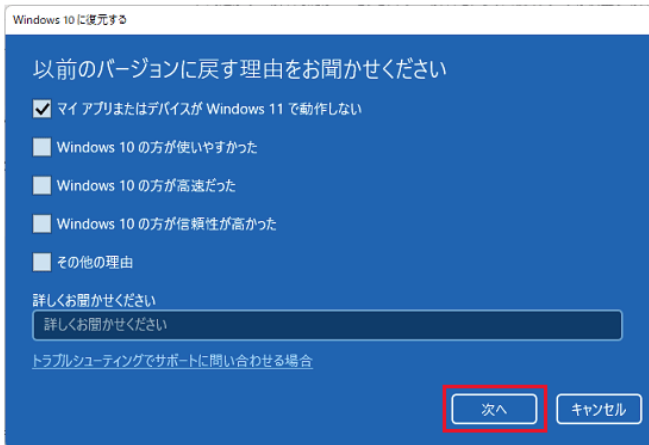 Windows 10 に復元する
以前のバージョンに戻す理由をお聞かせください
マイ アプリまたはデバイスが Windows 11 で動作しない
Windows 10 の方が使いやすかった
Windows 10 の方が高速だった
Windows 10 の方が信頼性が高かった
その他の理由
詳しくお聞かせください
詳しくお聞かせください
トラブルシューティングでサポートに問い合わせる場合
次へ
キャンセル